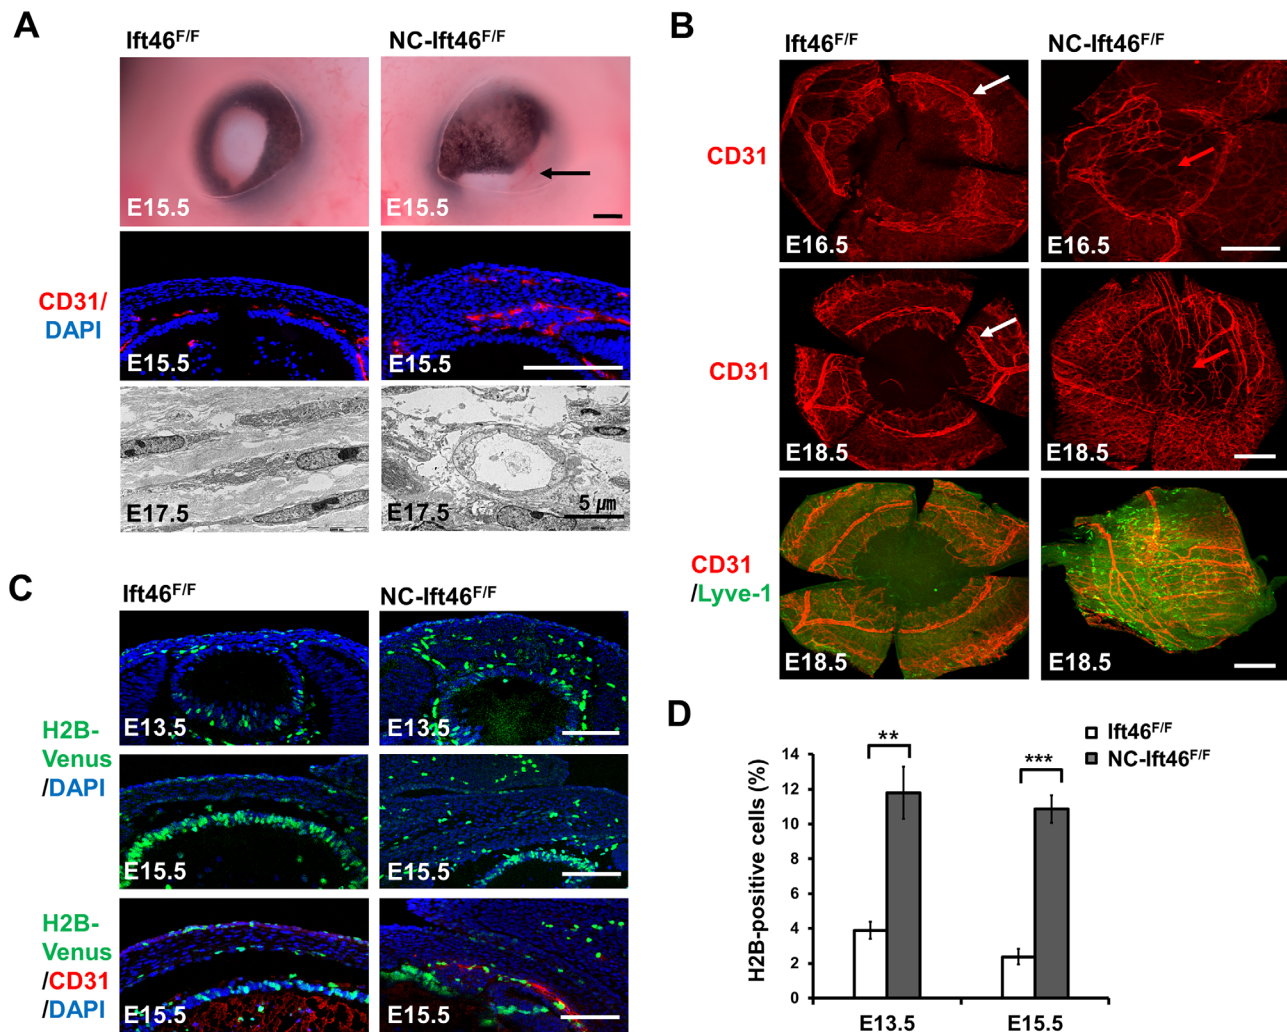 A
Ift46F/F
NC-Ift46F/F
E15.5
E15.5
CD31/
DAPI
E15.5
E15.5
E17.5
E17.5
5 μm
B
Ift46F/F
NC-Ift46F/F
CD31
E16.5
E16.5
CD31
E18.5
E18.5
CD31
/Lyve-1
E18.5
E18.5
C
Ift46F/F
NC-Ift46F/F
H2B-
Venus
/DAPI
E13.5
E13.5
E15.5
E15.5
H2B-
Venus
/CD31
/DAPI
E15.5
E15.5
D
Ift46F/F
NC-Ift46F/F
**
***
H2B-positive cells (%)
14
12
10
8
6
4
2
0
E13.5
E15.5